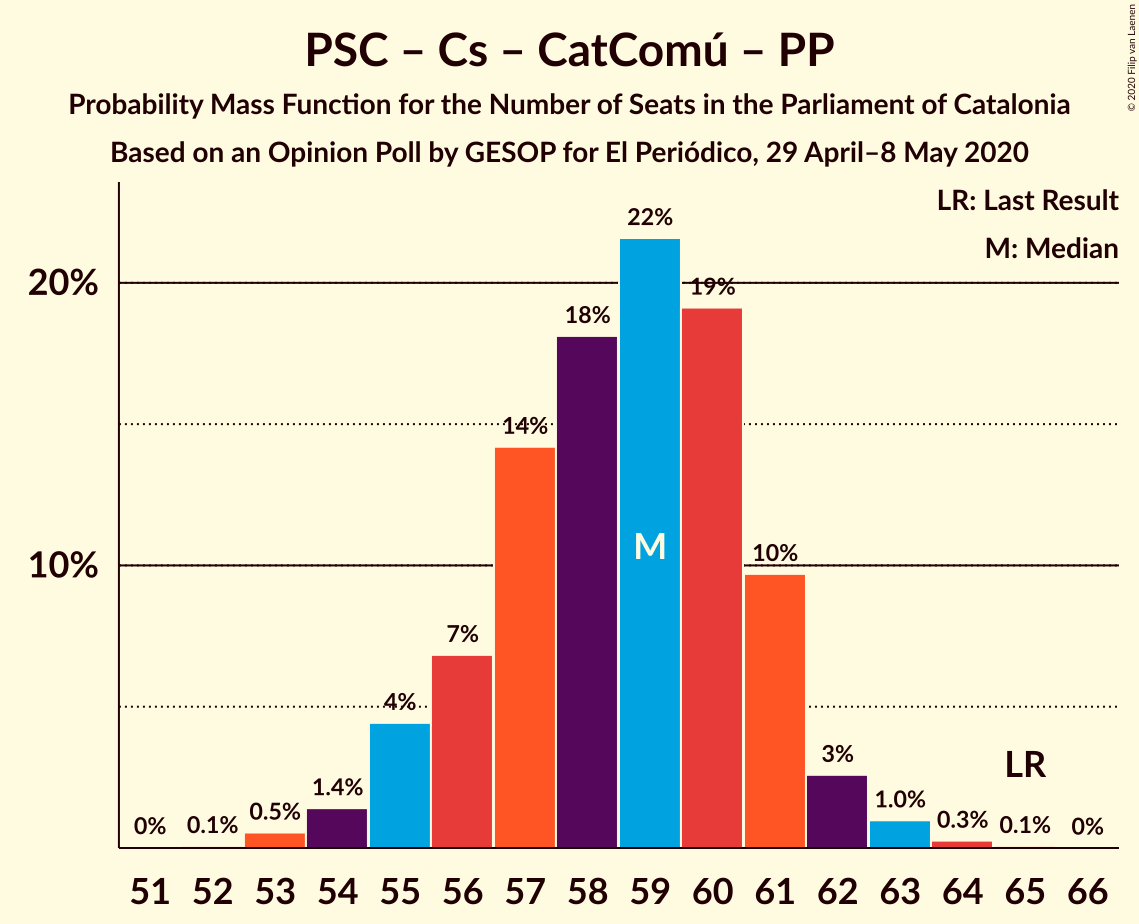 PSC – Cs – CatComú – PP
Probability Mass Function for the Number of Seats in the Parliament of Catalonia
Based on an Opinion Poll by GESOP for El Periódico, 29 April–8 May 2020
© 2020 Filip van Laenen
LR: Last Result
M: Median
22%
20%
19%
18%
14%
M
10%
10%
7%
4%
3%
LR
1.4%
1.0%
0.5%
0.3%
0%
0.1%
0.1%
0%
51 52 53 54 55 56 57 58 59 60 61 62 63 64 65 66